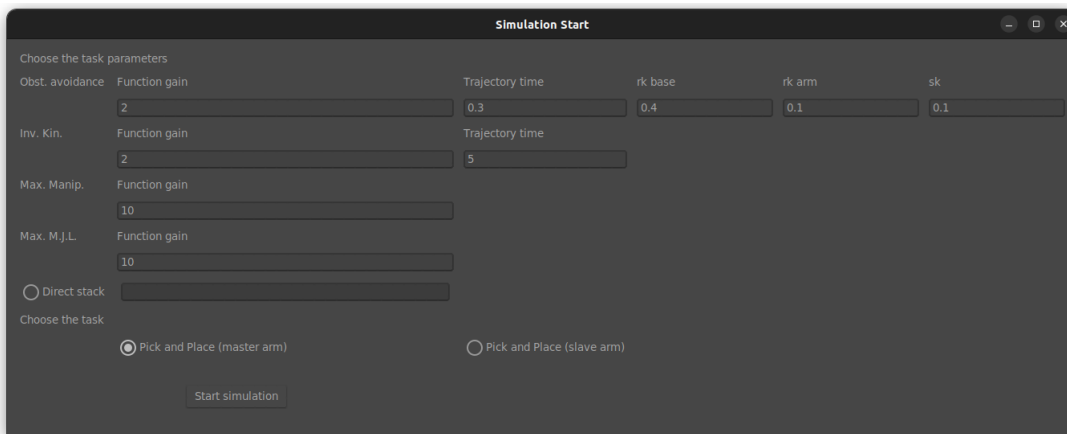 Simulation Start
Choose the task parameters
Obst. avoidance Function gain Trajectory time rk base rk arm sk
2 0.3 0.4 0.1 0.1
Inv. Kin. Function gain Trajectory time
2 5
Max. Manip. Function gain
10
Max. M.J.L. Function gain
10
Direct stack
Choose the task
Pick and Place (master arm) Pick and Place (slave arm)
Start simulation